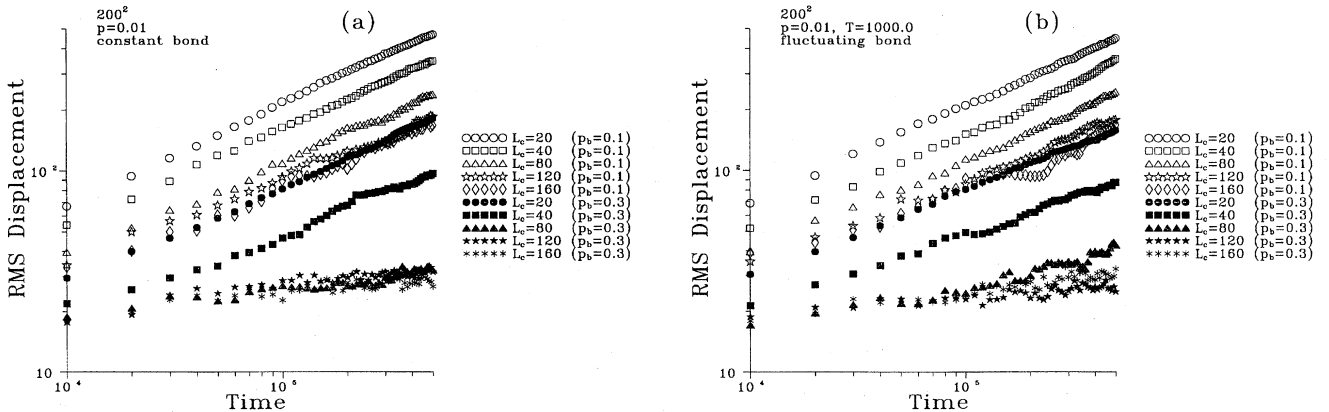 200²
p=0.01
constant bond
(a)
RMS Displacement
10²
10
10⁴
10⁵
Time
L_c=20 (p_b=0.1)
L_c=40 (p_b=0.1)
L_c=80 (p_b=0.1)
L_c=120 (p_b=0.1)
L_c=160 (p_b=0.1)
L_c=20 (p_b=0.3)
L_c=40 (p_b=0.3)
L_c=80 (p_b=0.3)
L_c=120 (p_b=0.3)
L_c=160 (p_b=0.3)
200²
p=0.01, T=1000.0
fluctuating bond
(b)
RMS Displacement
10²
10
10⁴
10⁵
Time
L_c=20 (p_b=0.1)
L_c=40 (p_b=0.1)
L_c=80 (p_b=0.1)
L_c=120 (p_b=0.1)
L_c=160 (p_b=0.1)
L_c=20 (p_b=0.3)
L_c=40 (p_b=0.3)
L_c=80 (p_b=0.3)
L_c=120 (p_b=0.3)
L_c=160 (p_b=0.3)